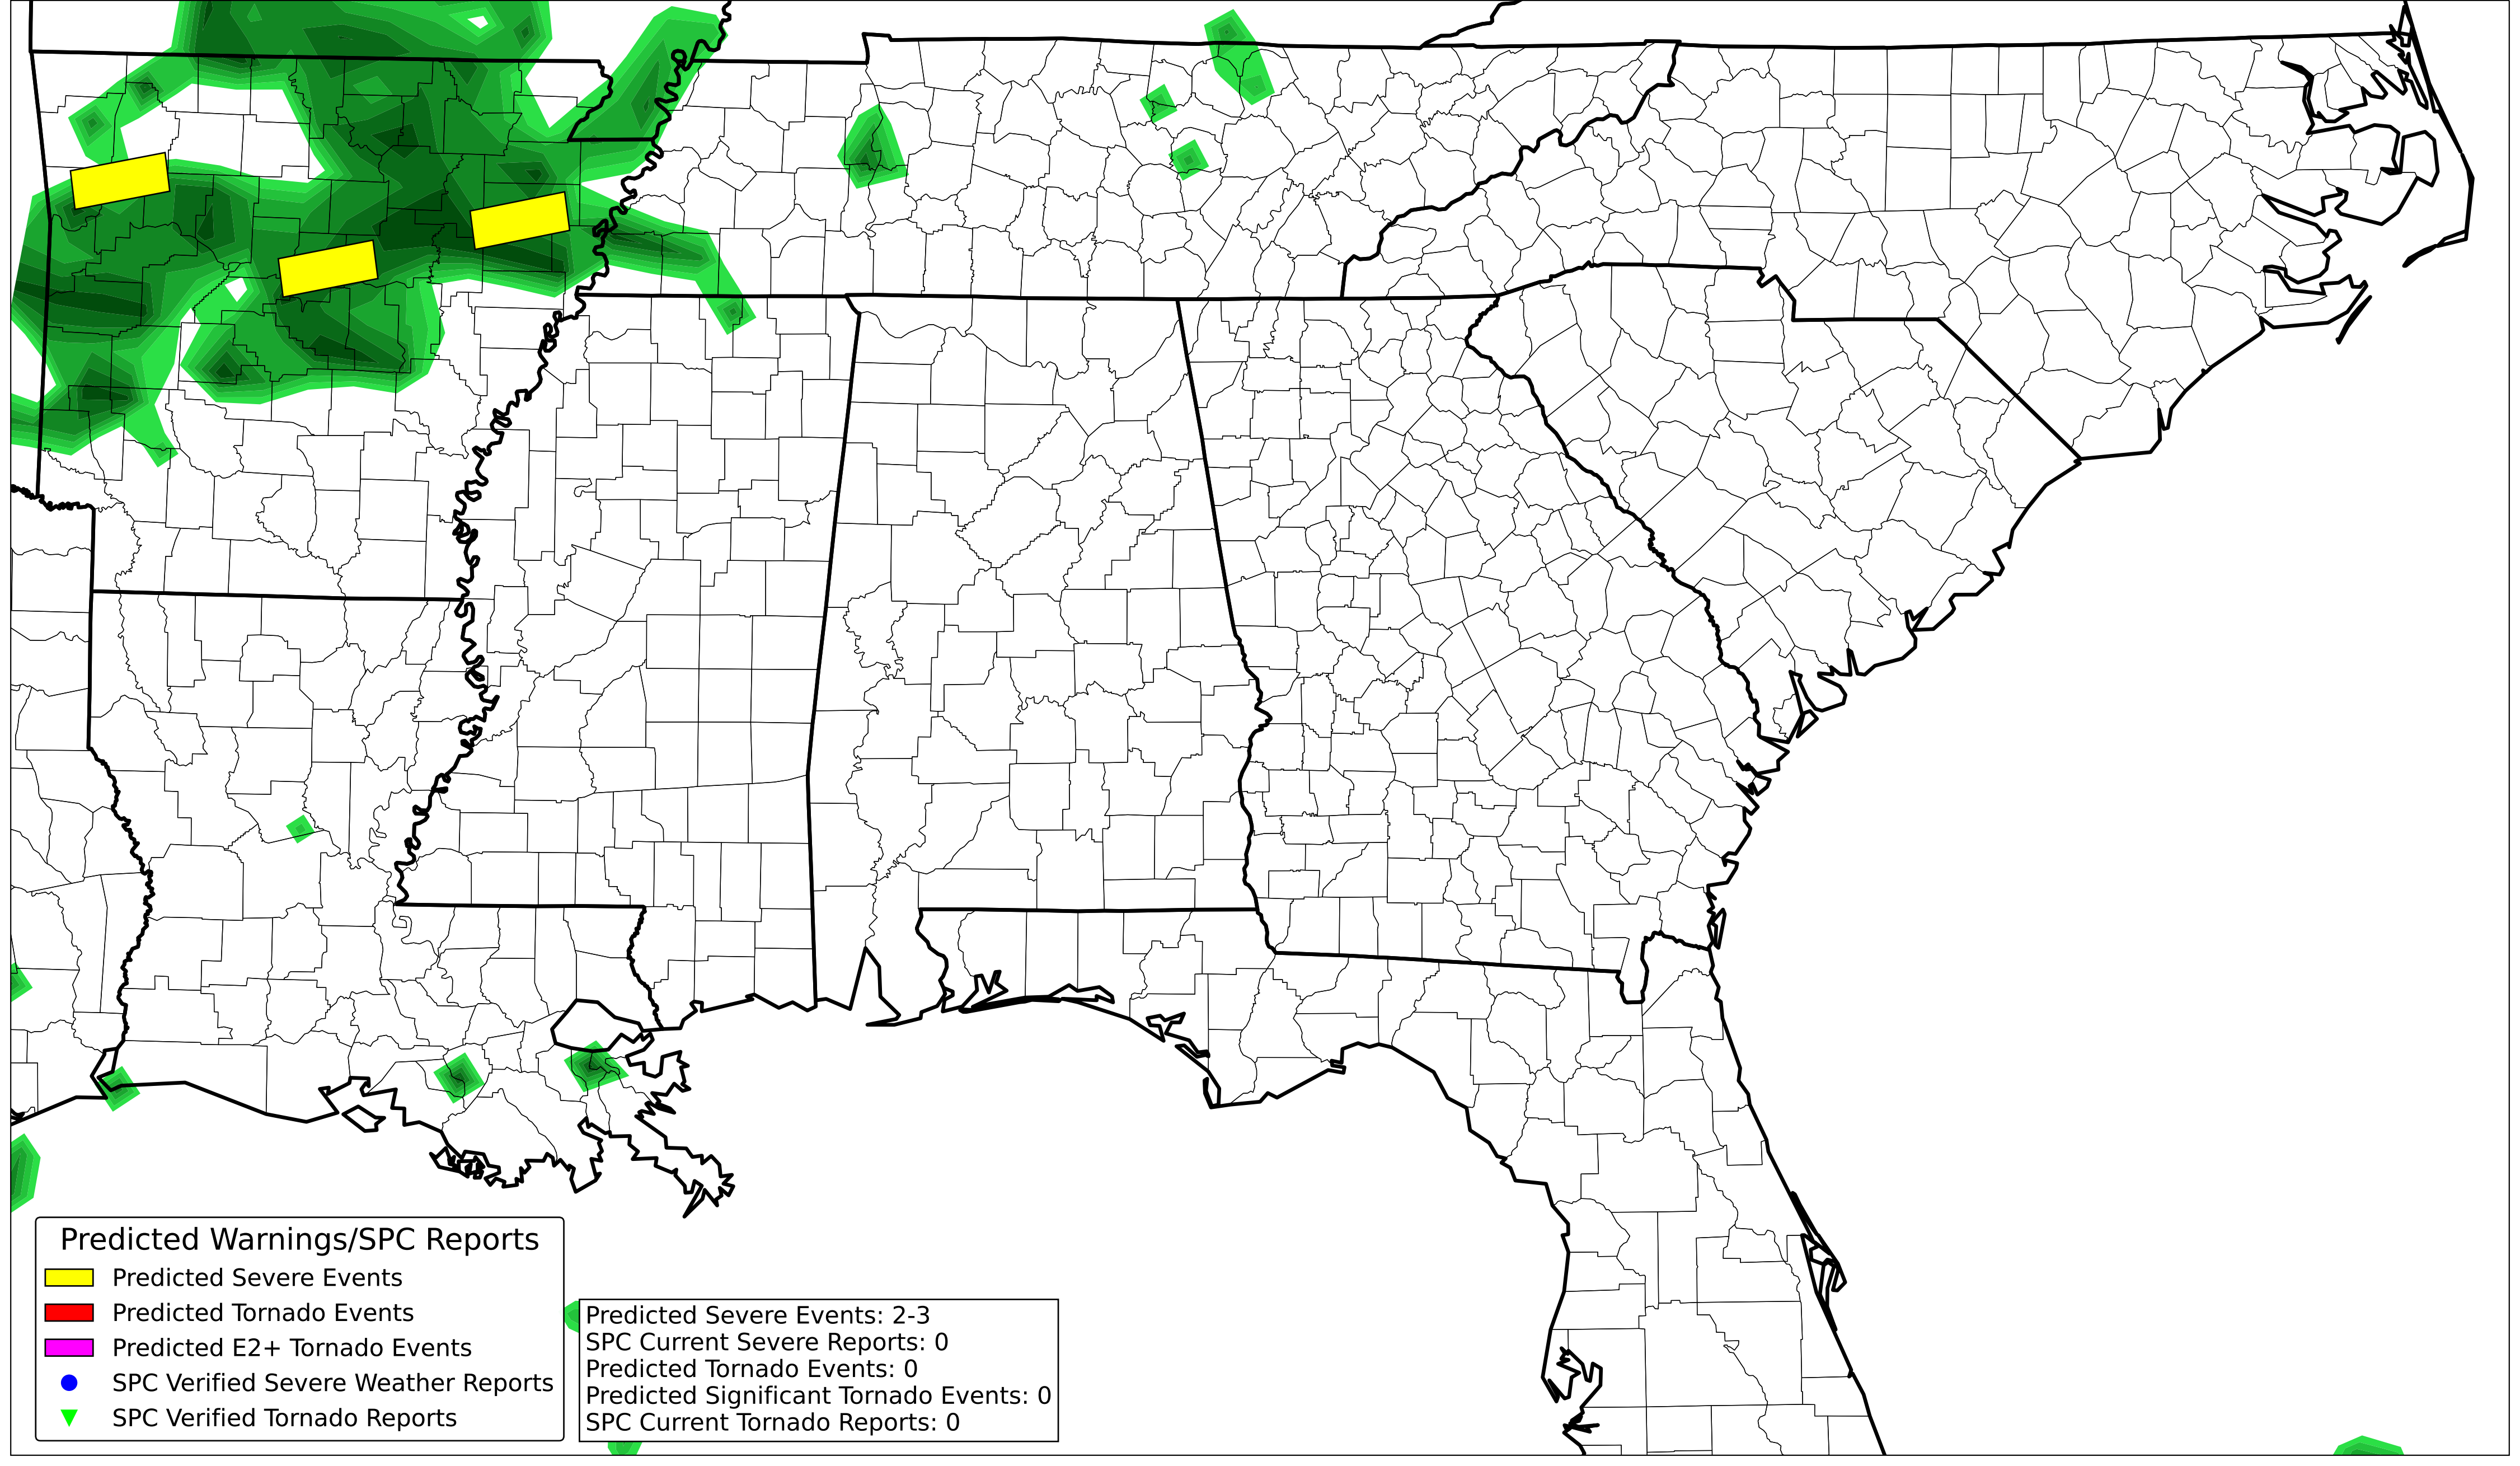 Predicted Warnings/SPC Reports
Predicted Severe Events
Predicted Tornado Events
Predicted E2+ Tornado Events
SPC Verified Severe Weather Reports
SPC Verified Tornado Reports
Predicted Severe Events: 2-3
SPC Current Severe Reports: 0
Predicted Tornado Events: 0
Predicted Significant Tornado Events: 0
SPC Current Tornado Reports: 0